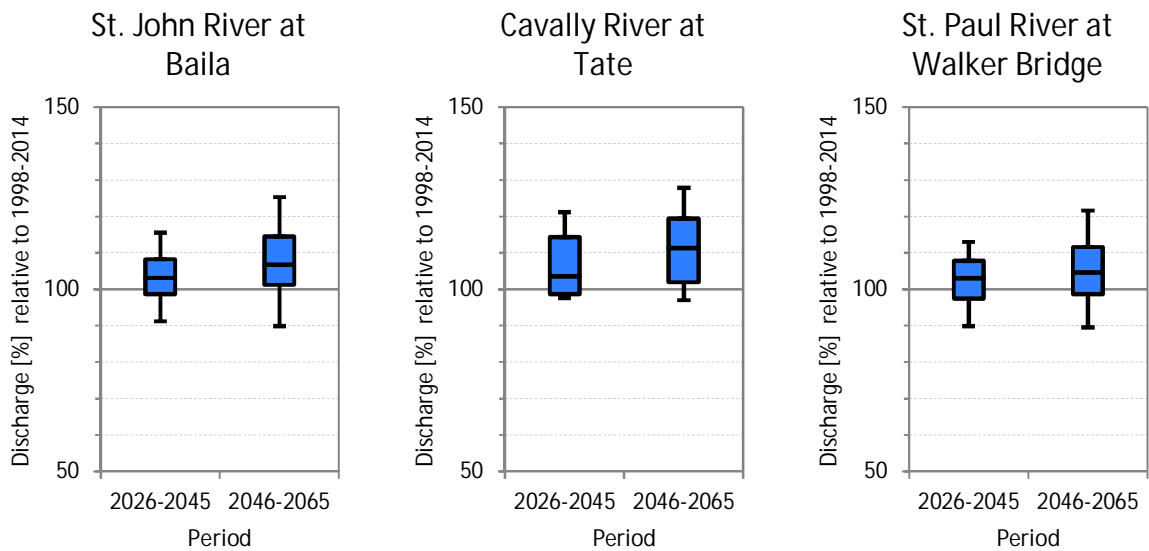 St. John River at
Baila
150
100
50
Discharge [%] relative to 1998-2014
2026-2045 2046-2065
Period
Cavally River at
Tate
150
100
50
Discharge [%] relative to 1998-2014
2026-2045 2046-2065
Period
St. Paul River at
Walker Bridge
150
100
50
Discharge [%] relative to 1998-2014
2026-2045 2046-2065
Period